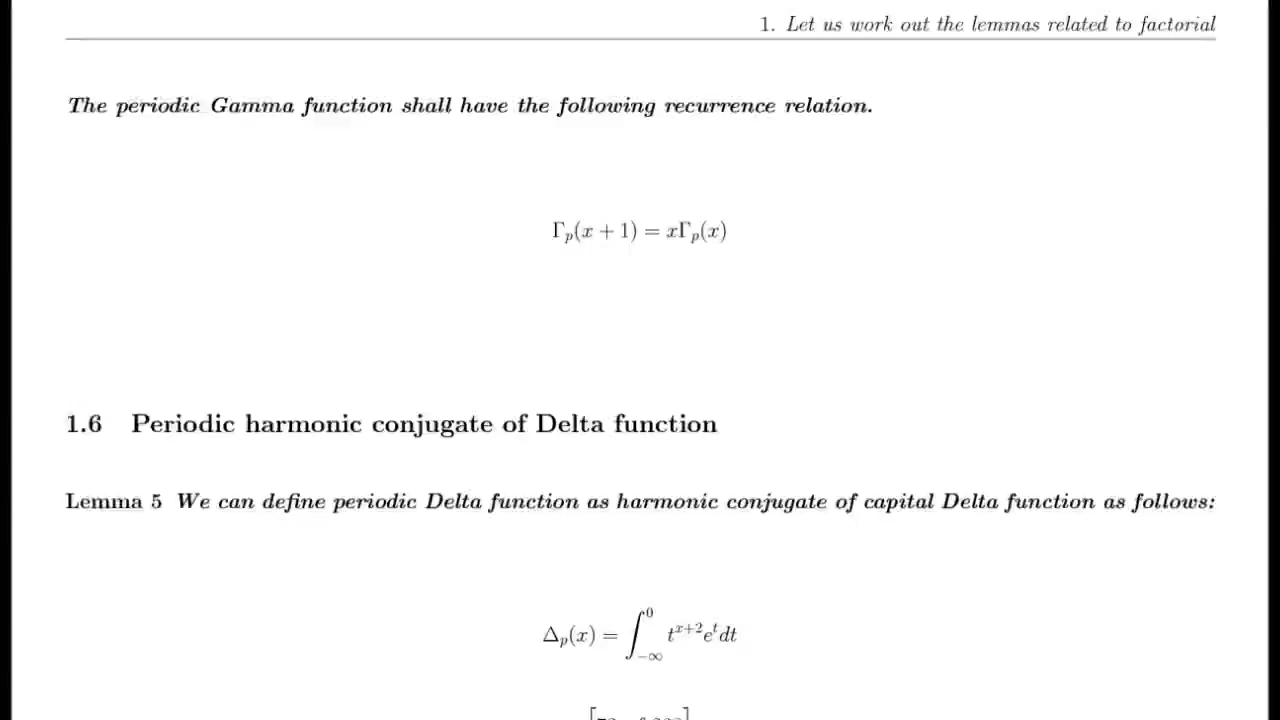 1. Let us work out the lemmas related to factorial
The periodic Gamma function shall have the following recurrence relation.
Γ_p(x + 1) = xΓ_p(x)
1.6 Periodic harmonic conjugate of Delta function
Lemma 5 We can define periodic Delta function as harmonic conjugate of capital Delta function as follows:
Δ_p(x) = ∫_{-∞}^{0} t^{x+2} e^t dt